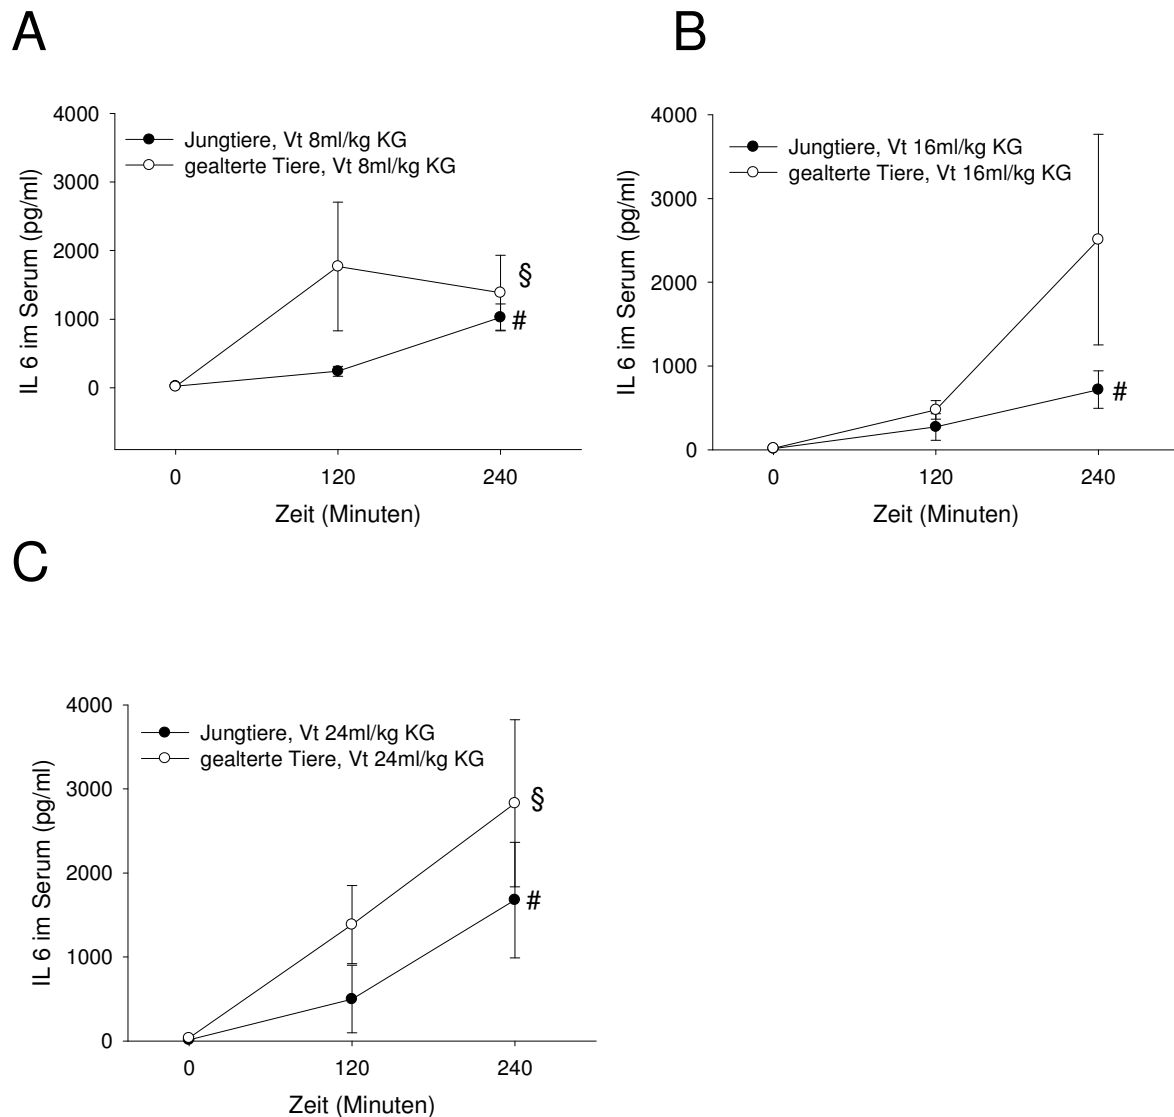 A
4000
3000
2000
1000
0
IL 6 im Serum (pg/ml)
Jungtiere, Vt 8ml/kg KG
gealterte Tiere, Vt 8ml/kg KG
§
#
0 120 240
Zeit (Minuten)
B
4000
3000
2000
1000
0
IL 6 im Serum (pg/ml)
Jungtiere, Vt 16ml/kg KG
gealterte Tiere, Vt 16ml/kg KG
#
0 120 240
Zeit (Minuten)
C
4000
3000
2000
1000
0
IL 6 im Serum (pg/ml)
Jungtiere, Vt 24ml/kg KG
gealterte Tiere, Vt 24ml/kg KG
§
#
0 120 240
Zeit (Minuten)